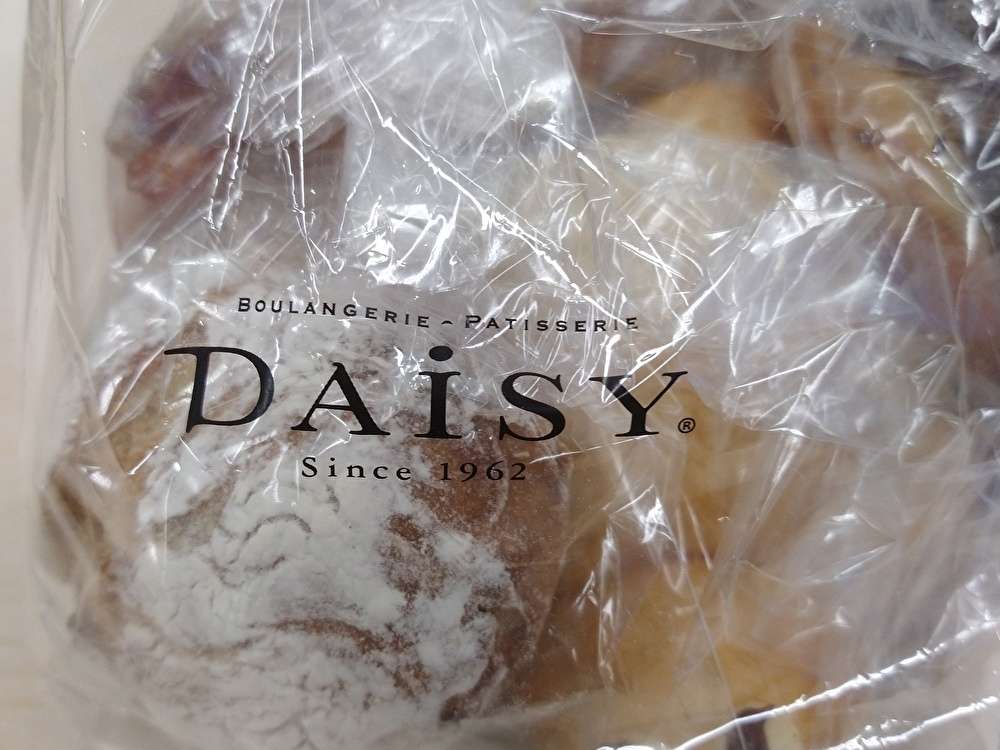 BOULANGERIE - PATISSERIE
DAiSY®
Since 1962